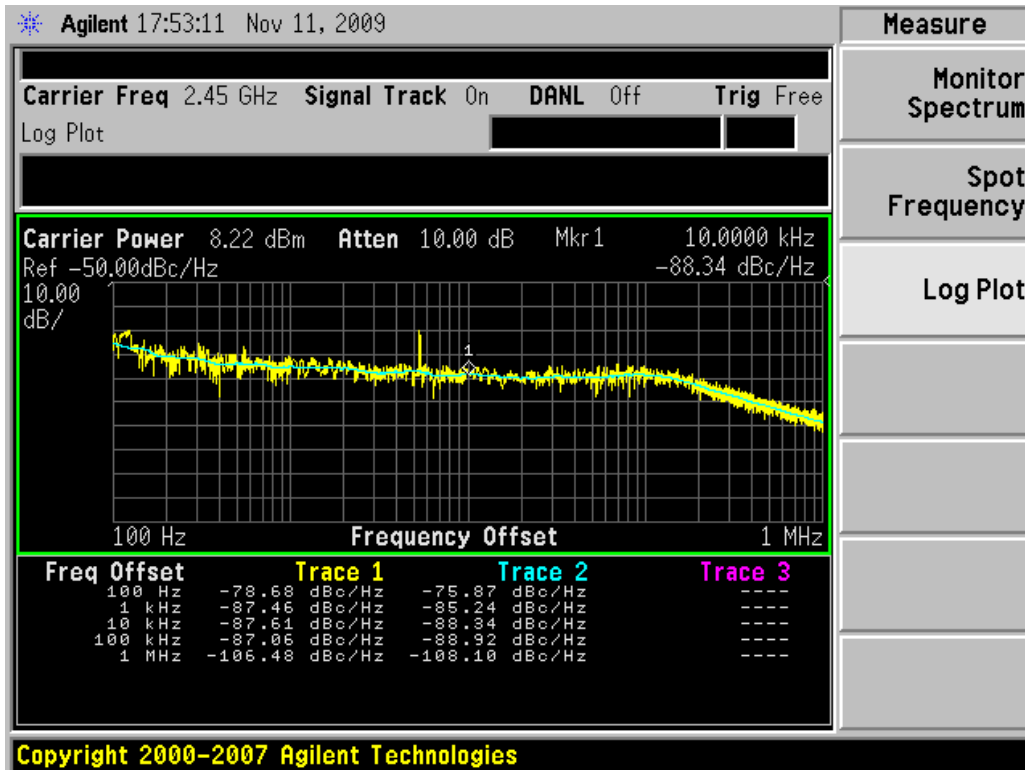 Agilent 17:53:11 Nov 11, 2009
Measure
Carrier Freq 2.45 GHz Signal Track On DANL Off Trig Free
Log Plot
Carrier Power 8.22 dBm Atten 10.00 dB Mkr1 10.0000 kHz
Ref -50.00dBc/Hz -88.34 dBc/Hz
10.00
dB/
1
100 Hz Frequency Offset 1 MHz
Freq Offset Trace 1 Trace 2 Trace 3
100 Hz -78.68 dBc/Hz -75.87 dBc/Hz ----
1 kHz -87.46 dBc/Hz -85.24 dBc/Hz ----
10 kHz -87.61 dBc/Hz -88.34 dBc/Hz ----
100 kHz -87.06 dBc/Hz -88.92 dBc/Hz ----
1 MHz -106.48 dBc/Hz -108.10 dBc/Hz ----
Monitor
Spectrum
Spot
Frequency
Log Plot
Copyright 2000-2007 Agilent Technologies